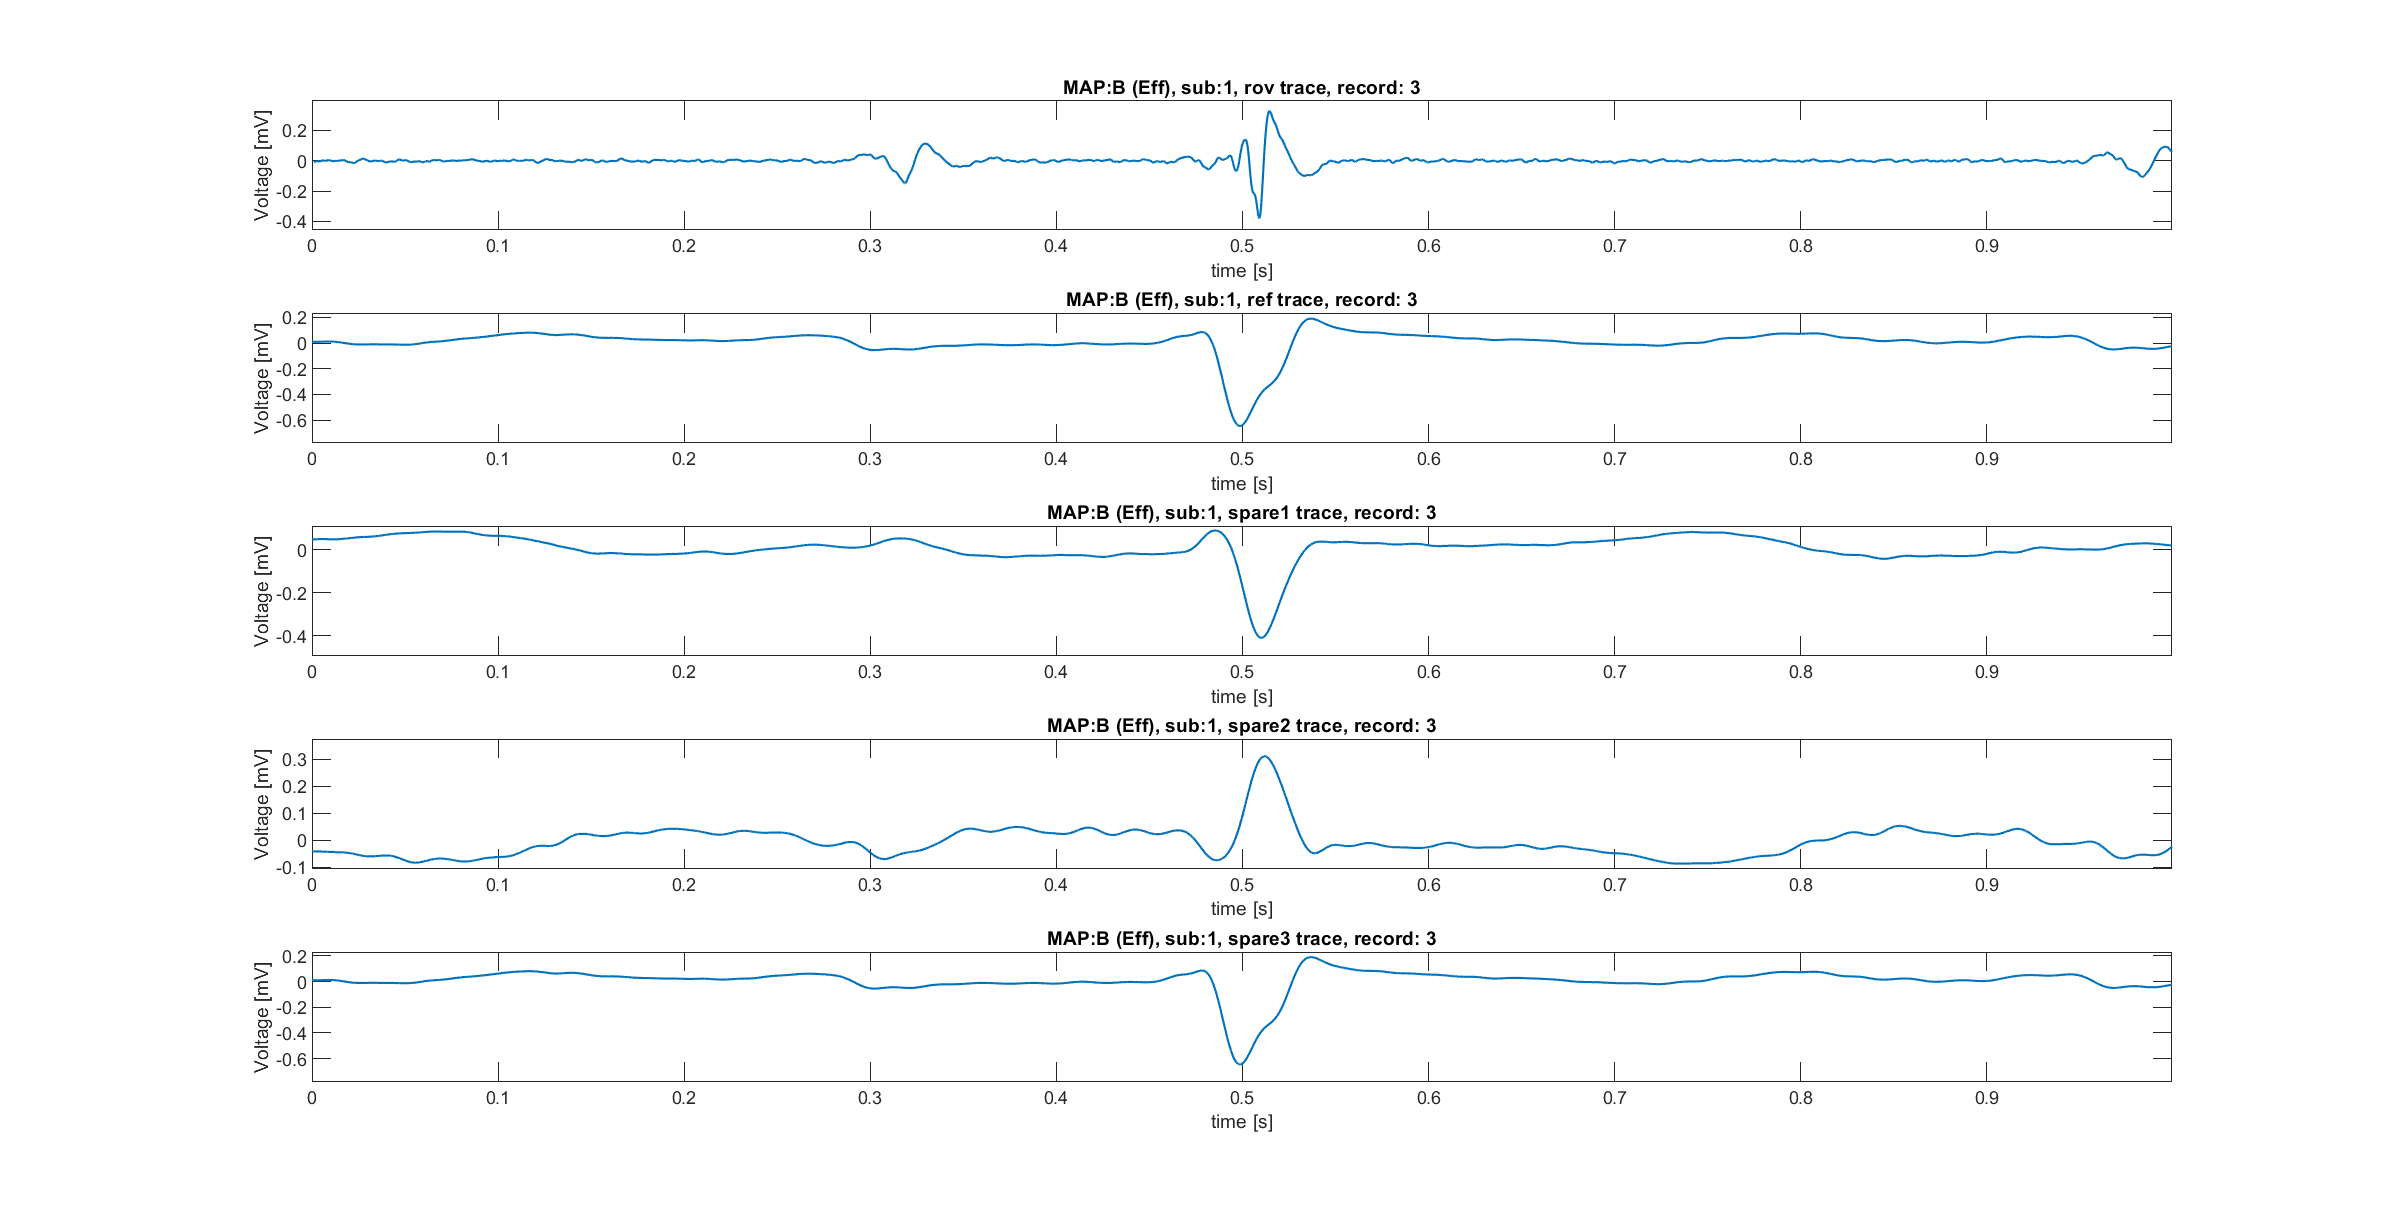 MAP:B (Eff), sub:1, rov trace, record: 3
Voltage [mV]
0.2
0
-0.2
-0.4
0 0.1 0.2 0.3 0.4 0.5 0.6 0.7 0.8 0.9
time [s]
MAP:B (Eff), sub:1, ref trace, record: 3
Voltage [mV]
0.2
0
-0.2
-0.4
-0.6
0 0.1 0.2 0.3 0.4 0.5 0.6 0.7 0.8 0.9
time [s]
MAP:B (Eff), sub:1, spare1 trace, record: 3
Voltage [mV]
0
-0.2
-0.4
0 0.1 0.2 0.3 0.4 0.5 0.6 0.7 0.8 0.9
time [s]
MAP:B (Eff), sub:1, spare2 trace, record: 3
Voltage [mV]
0.3
0.2
0.1
0
-0.1
0 0.1 0.2 0.3 0.4 0.5 0.6 0.7 0.8 0.9
time [s]
MAP:B (Eff), sub:1, spare3 trace, record: 3
Voltage [mV]
0.2
0
-0.2
-0.4
-0.6
0 0.1 0.2 0.3 0.4 0.5 0.6 0.7 0.8 0.9
time [s]